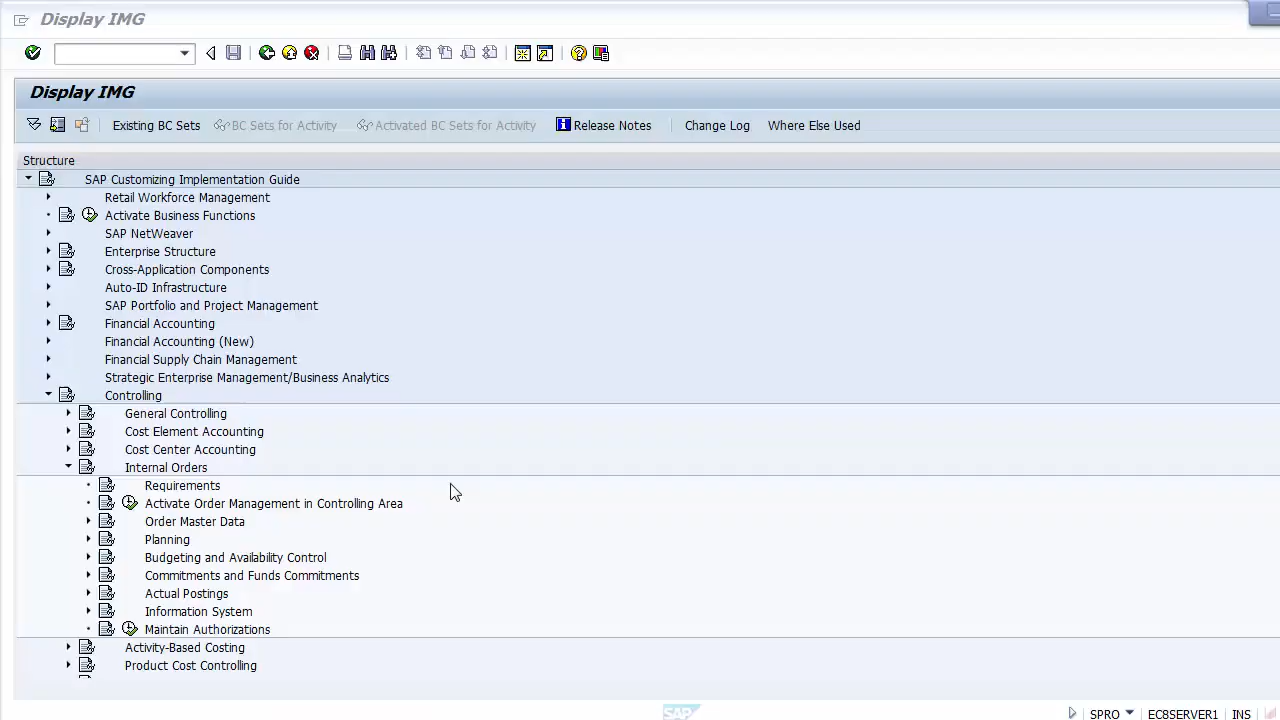 Display IMG
Display IMG
Existing BC Sets BC Sets for Activity Activated BC Sets for Activity Release Notes Change Log Where Else Used
Structure
SAP Customizing Implementation Guide
Retail Workforce Management
Activate Business Functions
SAP NetWeaver
Enterprise Structure
Cross-Application Components
Auto-ID Infrastructure
SAP Portfolio and Project Management
Financial Accounting
Financial Accounting (New)
Financial Supply Chain Management
Strategic Enterprise Management/Business Analytics
Controlling
General Controlling
Cost Element Accounting
Cost Center Accounting
Internal Orders
Requirements
Activate Order Management in Controlling Area
Order Master Data
Planning
Budgeting and Availability Control
Commitments and Funds Commitments
Actual Postings
Information System
Maintain Authorizations
Activity-Based Costing
Product Cost Controlling
SAP SPRO EC8SERVER1 INS